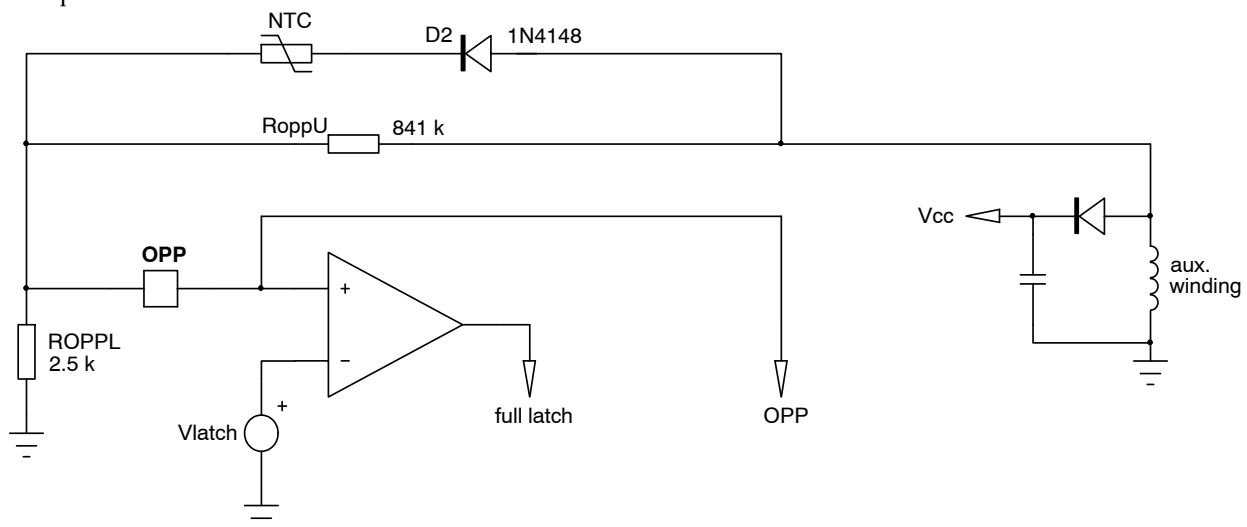 NTC
D2
1N4148
RoppU
841 k
Vcc
OPP
aux.
winding
+
ROPPL
2.5 k
−
+
full latch
OPP
Vlatch